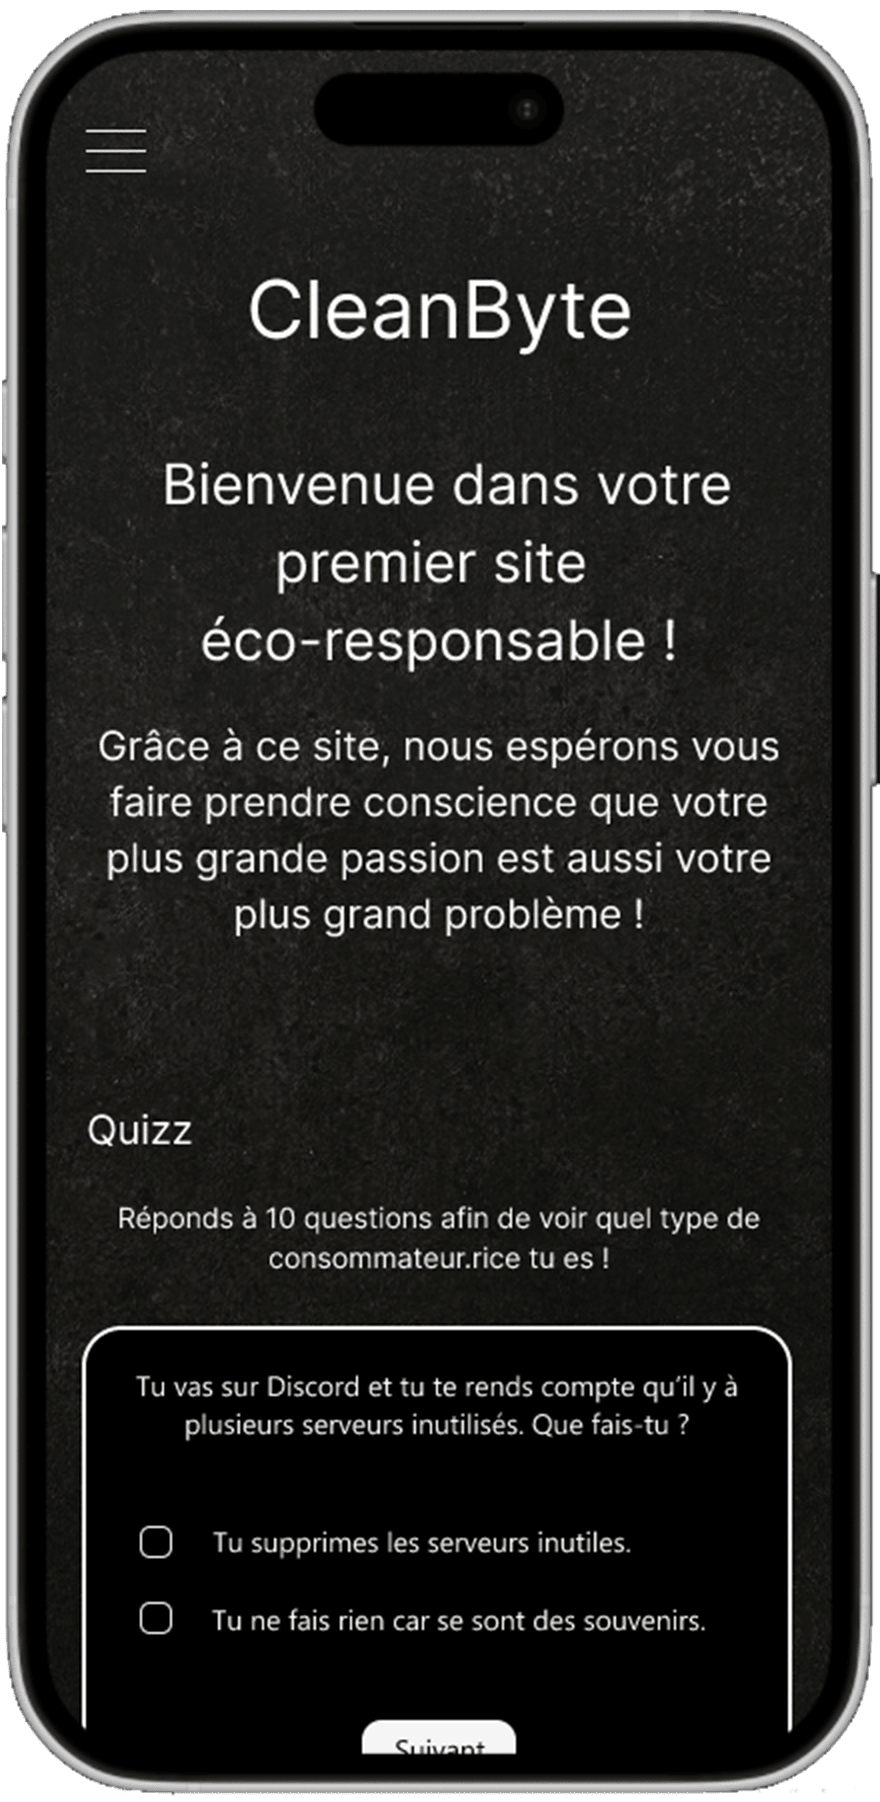 CleanByte
Bienvenue dans votre
premier site
éco-responsable !
Grâce à ce site, nous espérons vous
faire prendre conscience que votre
plus grande passion est aussi votre
plus grand problème !
Quizz
Réponds à 10 questions afin de voir quel type de
consommateur.rice tu es !
Tu vas sur Discord et tu te rends compte qu’il y à
plusieurs serveurs inutilisés. Que fais-tu ?
Tu supprimes les serveurs inutiles.
Tu ne fais rien car se sont des souvenirs.
Suivant